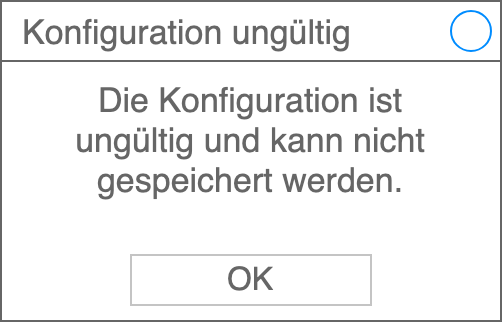 Konfiguration ungültig
Die Konfiguration ist
ungültig und kann nicht
gespeichert werden.
OK